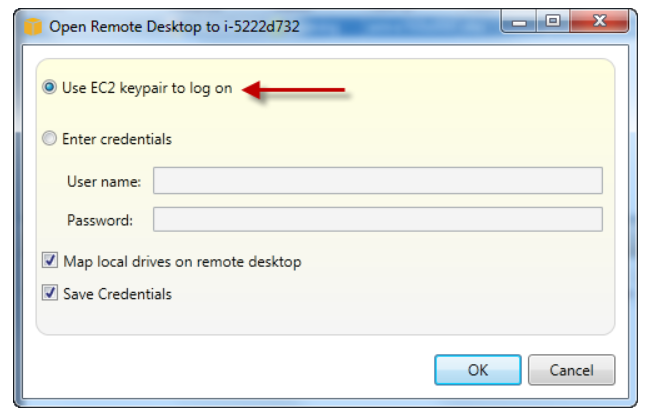 Open Remote Desktop to i-5222d732
Use EC2 keypair to log on
Enter credentials
User name:
Password:
Map local drives on remote desktop
Save Credentials
OK Cancel